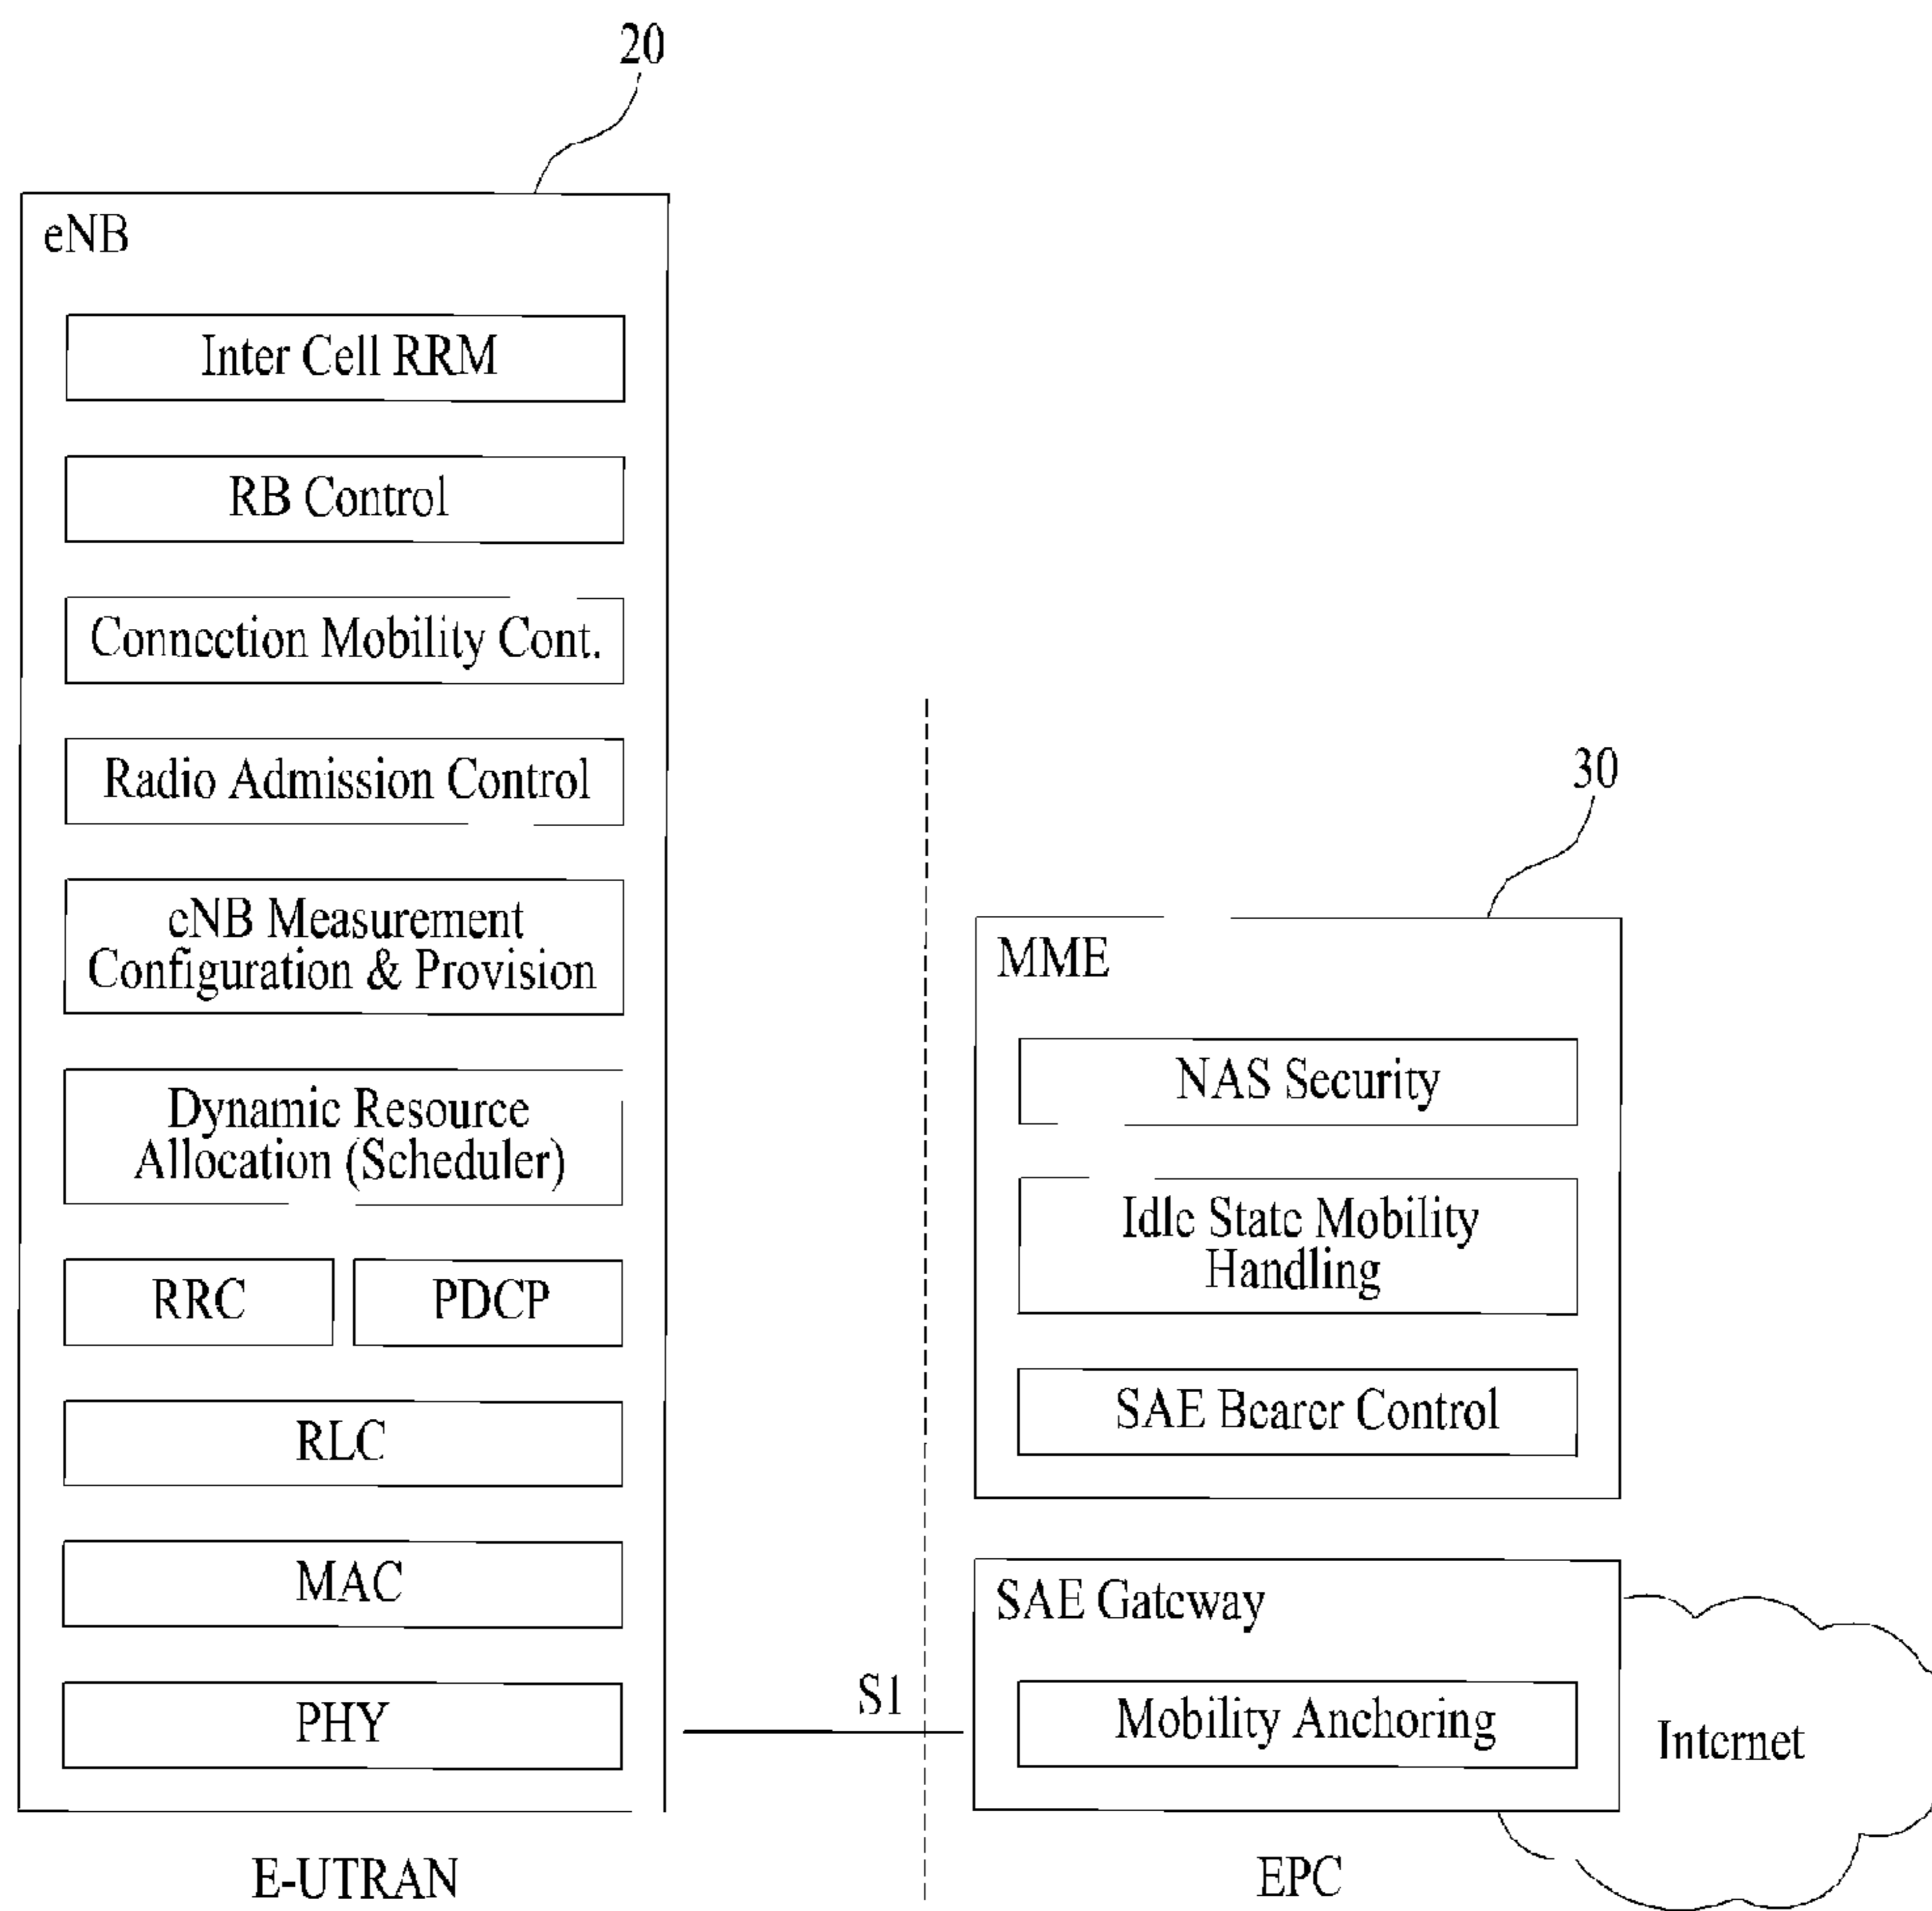 20
eNB
Inter Cell RRM
RB Control
Connection Mobility Cont.
Radio Admission Control
eNB Measurement
Configuration & Provision
Dynamic Resource
Allocation (Scheduler)
RRC
PDCP
RLC
MAC
PHY
E-UTRAN
S1
30
MME
NAS Security
Idle State Mobility
Handling
SAE Bearer Control
SAE Gateway
Mobility Anchoring
Internet
EPC